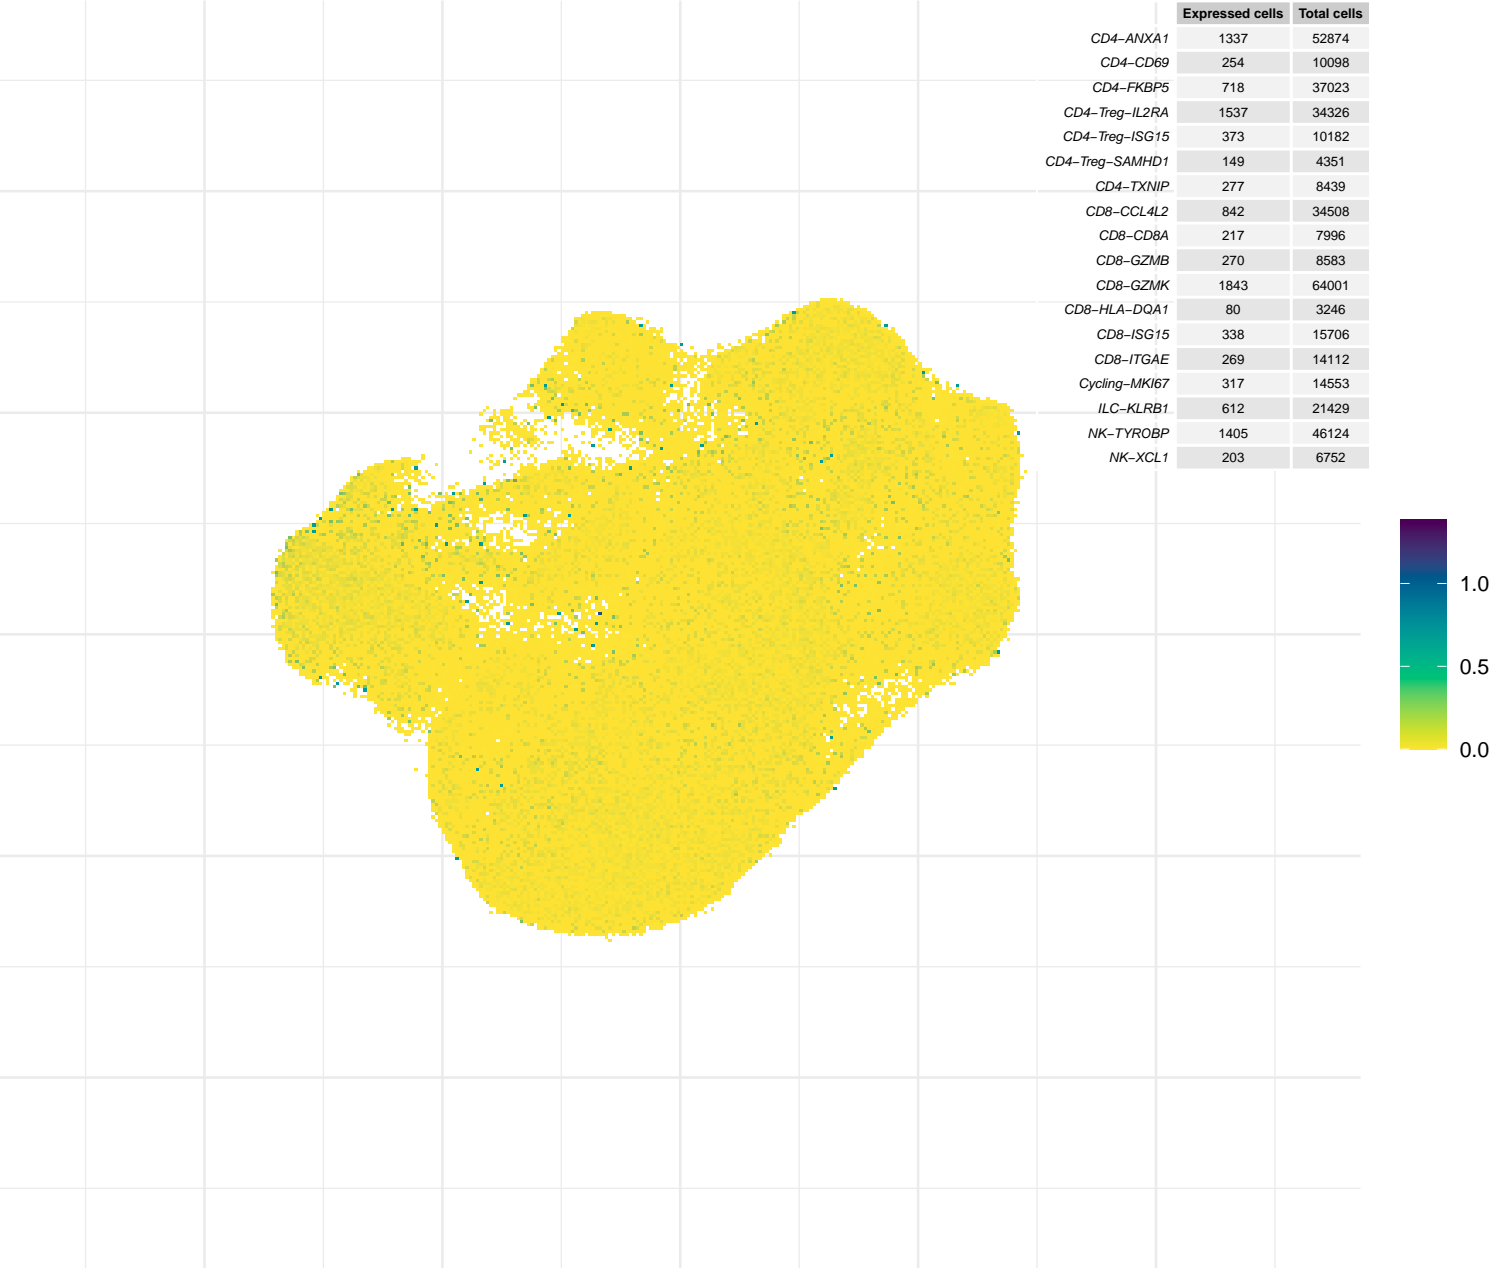 Expressed cells Total cells
CD4−ANXA1 1337 52874
CD4−CD69 254 10098
CD4−FKBP5 718 37023
CD4−Treg−IL2RA 1537 34326
CD4−Treg−ISG15 373 10182
CD4−Treg−SAMHD1 149 4351
CD4−TXNIP 277 8439
CD8−CCL4L2 842 34508
CD8−CD8A 217 7996
CD8−GZMB 270 8583
CD8−GZMK 1843 64001
CD8−HLA−DQA1 80 3246
CD8−ISG15 338 15706
CD8−ITGAE 269 14112
Cycling−MKI67 317 14553
ILC−KLRB1 612 21429
NK−TYROBP 1405 46124
NK−XCL1 203 6752
1.0
0.5
0.0